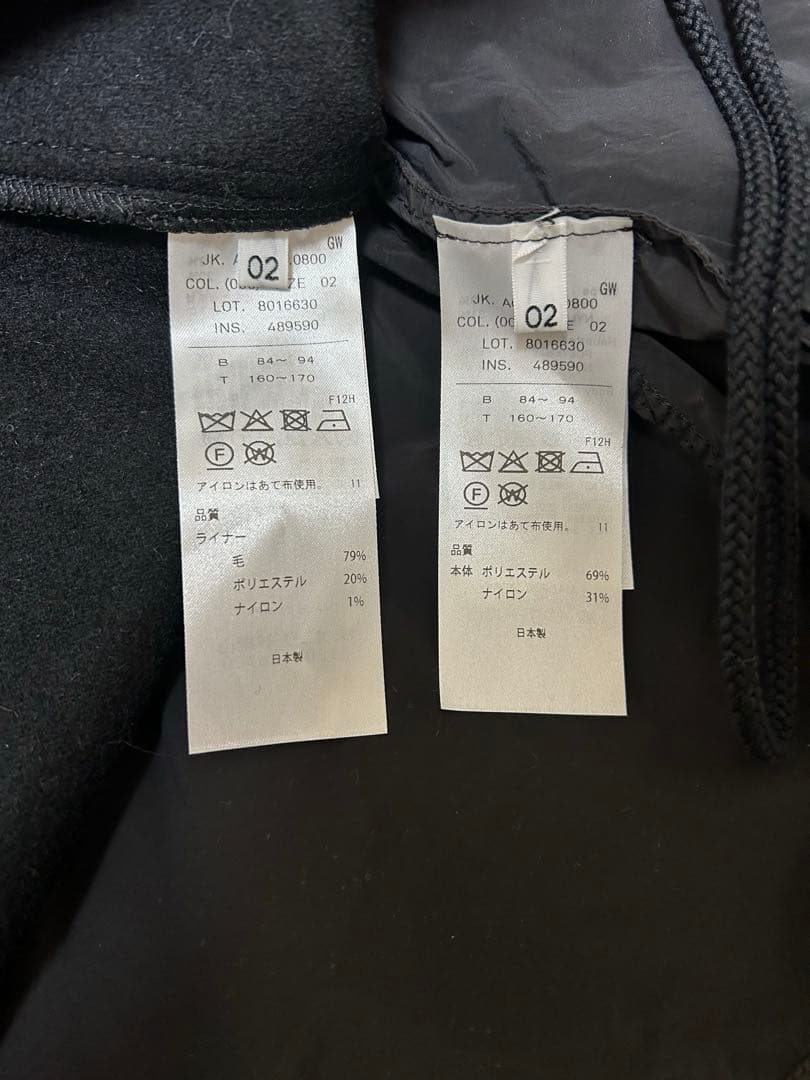 GW
JK. A
.0800
02
COL. (0
ZE 02
LOT. 8016630
INS. 489590
B 84～ 94
T 160～170
F12H
F
W
アイロンはあて布使用。 11
品質
ライナー
毛 79%
ポリエステル 20%
ナイロン 1%
日本製
GW
JK. A
0800
02
COL. (00
E 02
LOT. 8016630
INS. 489590
B 84～ 94
T 160～170
F12H
F
W
アイロンはあて布使用。 11
品質
本体 ポリエステル 69%
ナイロン 31%
日本製